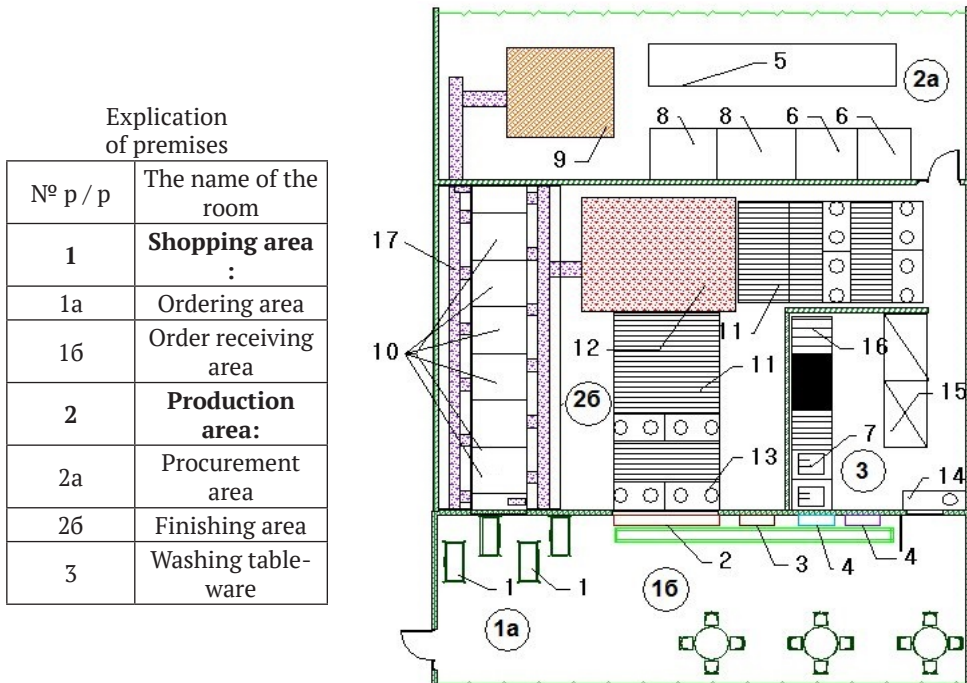 Explication
of premises
№ p / p
The name of the
room
1
Shopping area
:
1a
Ordering area
1б
Order receiving
area
2
Production
area:
2a
Procurement
area
2б
Finishing area
3
Washing table-
ware
5
2a
8 8 6 6
9
17
11
16
12
10
11
2б
15
7
3
13
14
2 3 4 4
1 1
1б
1a